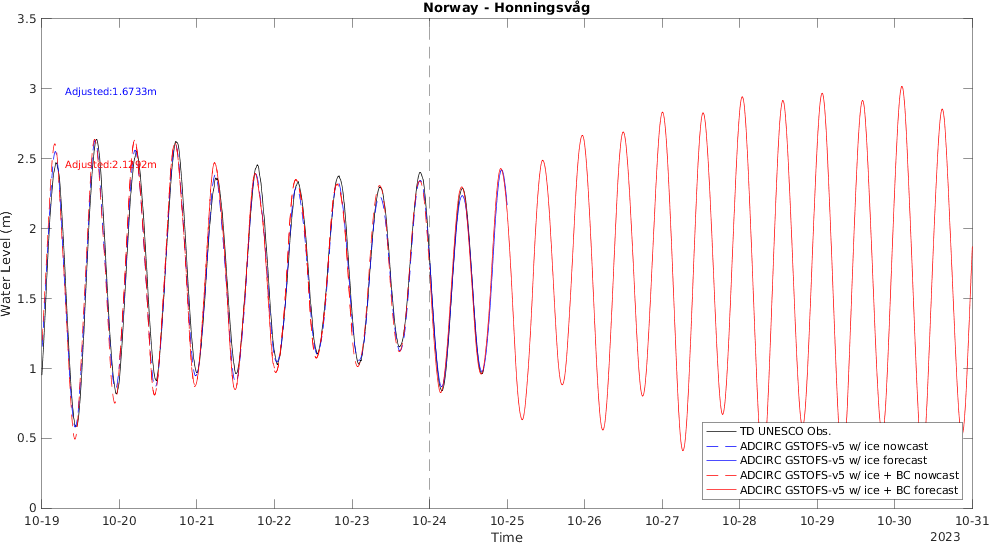 Norway - Honningsvåg
3.5
3
2.5
2
1.5
1
0.5
0
Water Level (m)
Adjusted:1.6733m
Adjusted:2.1292m
TD UNESCO Obs.
ADCIRC GSTOFS-v5 w/ ice nowcast
ADCIRC GSTOFS-v5 w/ ice forecast
ADCIRC GSTOFS-v5 w/ ice + BC nowcast
ADCIRC GSTOFS-v5 w/ ice + BC forecast
10-19 10-20 10-21 10-22 10-23 10-24 10-25 10-26 10-27 10-28 10-29 10-30 10-31
Time
2023